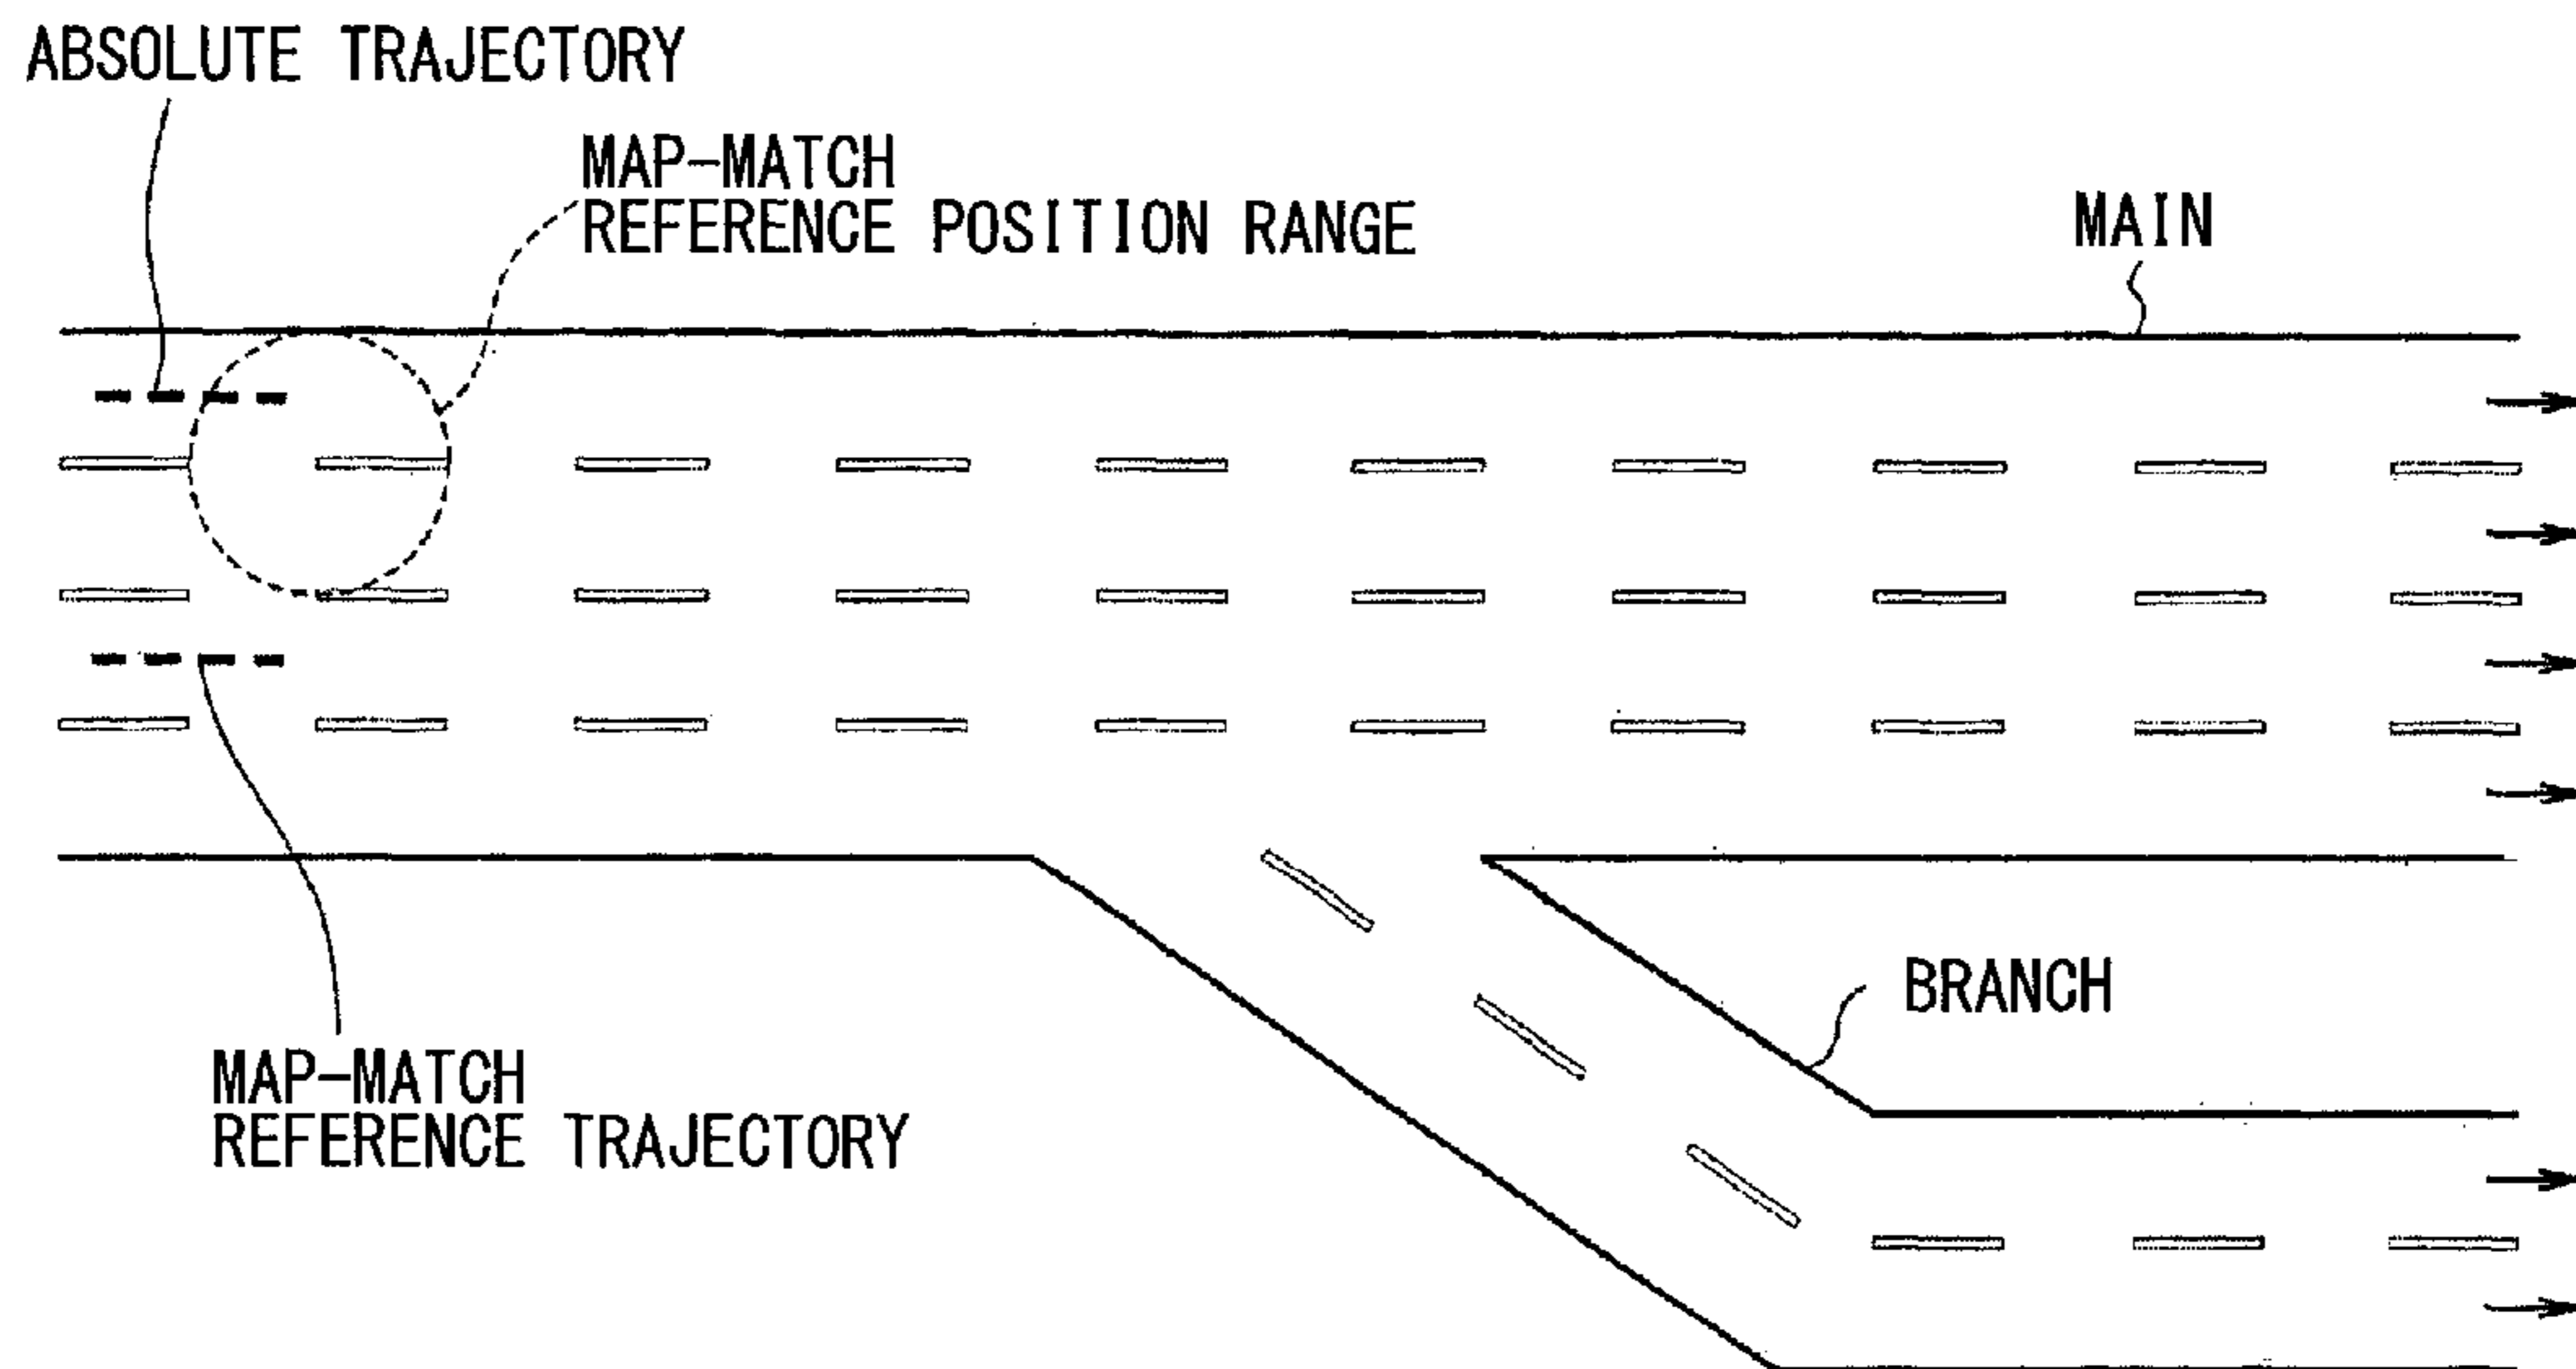 ABSOLUTE TRAJECTORY
MAP-MATCH
REFERENCE POSITION RANGE
MAIN
BRANCH
MAP-MATCH
REFERENCE TRAJECTORY